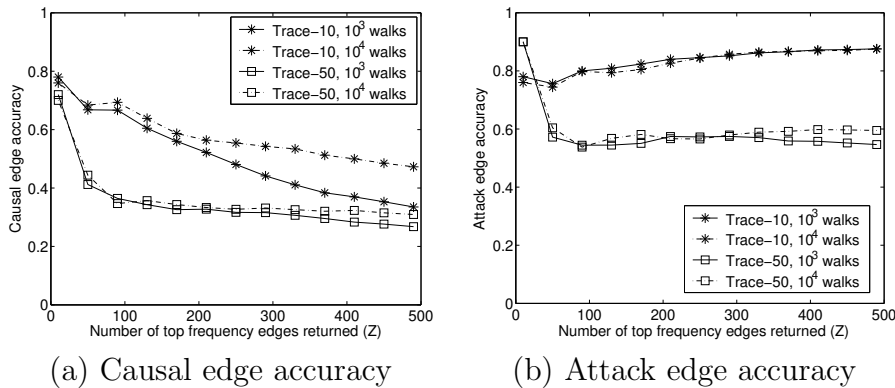 1
0.8
0.6
0.4
0.2
0
0 100 200 300 400 500
Causal edge accuracy
Number of top frequency edges returned (Z)
Trace−10, 10³ walks
Trace−10, 10⁴ walks
Trace−50, 10³ walks
Trace−50, 10⁴ walks
(a) Causal edge accuracy
1
0.8
0.6
0.4
0.2
0
0 100 200 300 400 500
Attack edge accuracy
Number of top frequency edges returned (Z)
Trace−10, 10³ walks
Trace−10, 10⁴ walks
Trace−50, 10³ walks
Trace−50, 10⁴ walks
(b) Attack edge accuracy